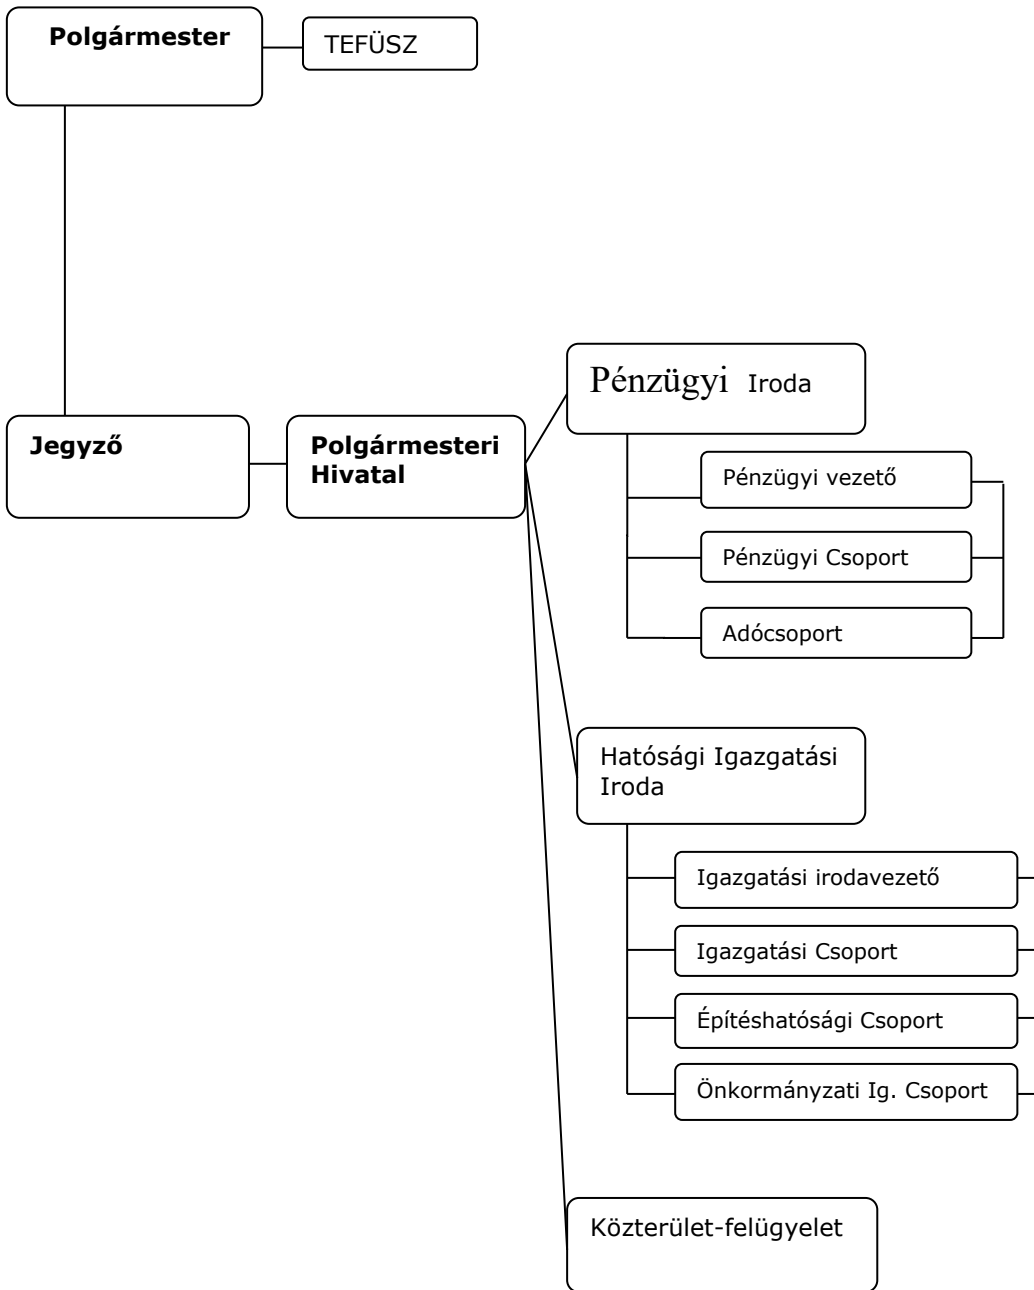 Polgármester
TEFÜSZ
Pénzügyi Iroda
Jegyző
Polgármesteri
Hivatal
Pénzügyi vezető
Pénzügyi Csoport
Adócsoport
Hatósági Igazgatási
Iroda
Igazgatási irodavezető
Igazgatási Csoport
Építéshatósági Csoport
Önkormányzati Ig. Csoport
Közterület-felügyelet